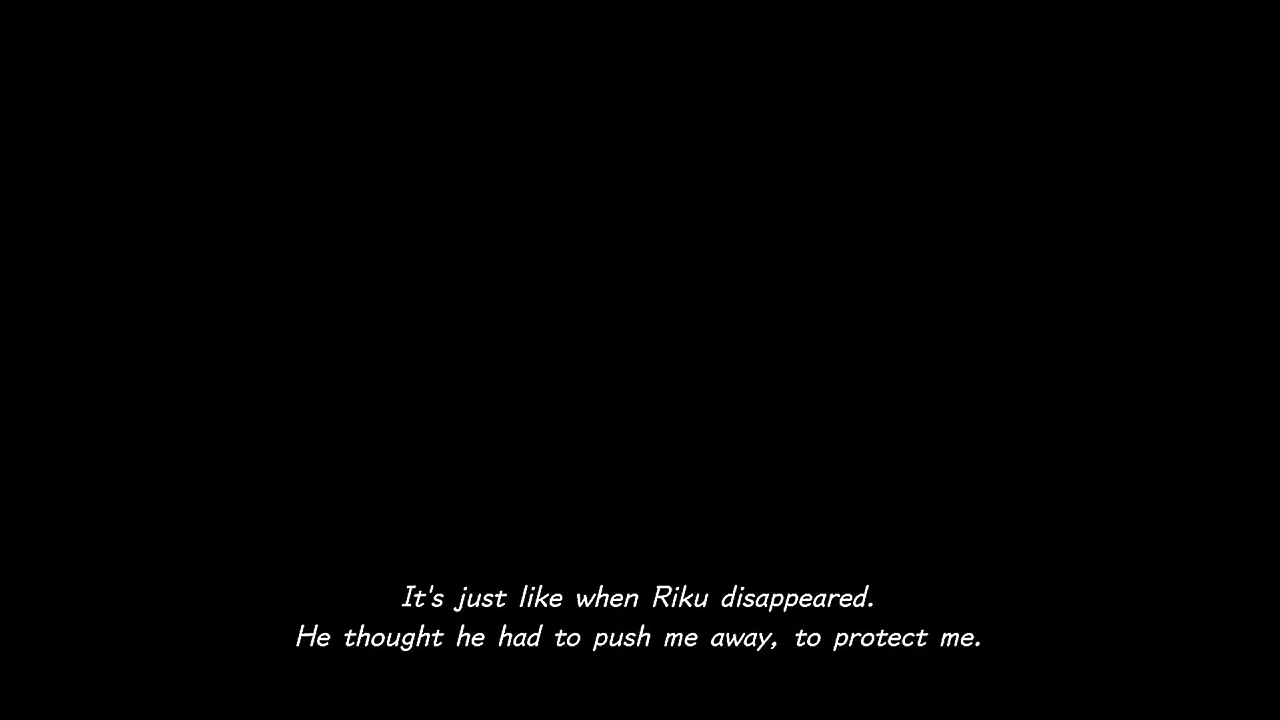 It's just like when Riku disappeared.
He thought he had to push me away, to protect me.